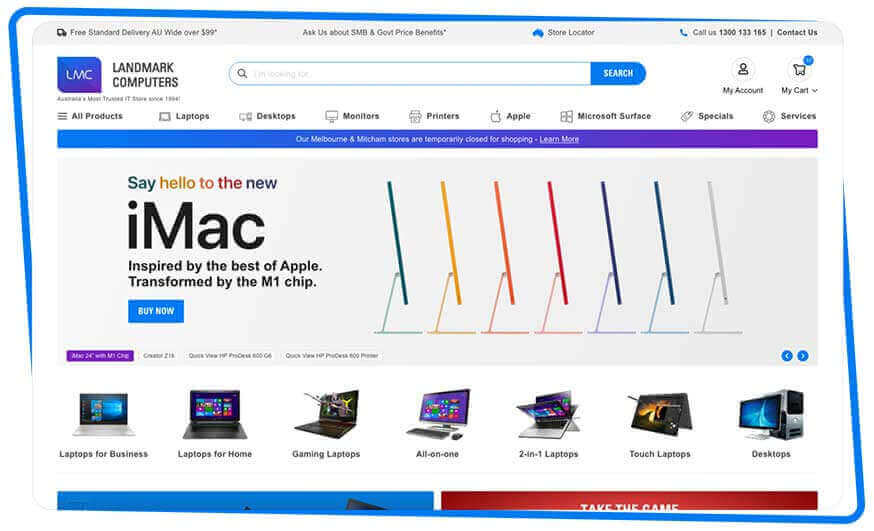 Free Standard Delivery AU Wide over $99*
Ask Us about SMB & Govt Price Benefits*
Store Locator
Call us 1300 133 165 | Contact Us
LMC
LANDMARK
COMPUTERS
Australia's Most Trusted IT Store since 1994!
I'm looking for
SEARCH
My Account
My Cart
All Products
Laptops
Desktops
Monitors
Printers
Apple
Microsoft Surface
Specials
Services
Our Melbourne & Mitcham stores are temporarily closed for shopping - Learn More
Say hello to the new
iMac
Inspired by the best of Apple.
Transformed by the M1 chip.
BUY NOW
iMac 24" with M1 Chip
Creator Z16
Quick View HP ProDesk 600 G6
Quick View HP ProDesk 600 Printer
Laptops for Business
Laptops for Home
Gaming Laptops
All-on-one
2-in-1 Laptops
Touch Laptops
Desktops
TAKE THE GAME